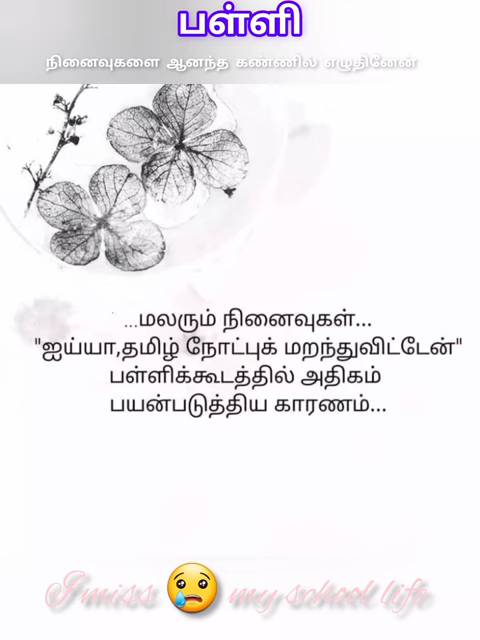 பள்ளி
நினைவுகளை ஆனந்த கண்ணில் எழுதினேன்
...மலரும் நினைவுகள்...
"ஐய்யா,தமிழ் நோட்புக் மறந்துவிட்டேன்"
பள்ளிக்கூடத்தில் அதிகம்
பயன்படுத்திய காரணம்...
I miss 😢 my school life